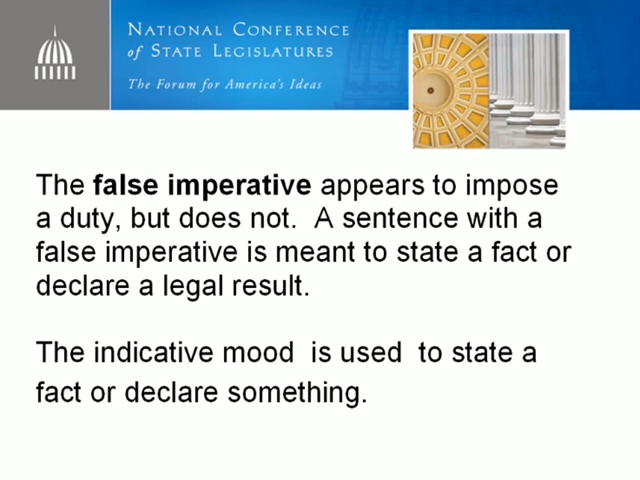 NATIONAL CONFERENCE
of STATE LEGISLATURES
The Forum for America's Ideas
The false imperative appears to impose
a duty, but does not.  A sentence with a
false imperative is meant to state a fact or
declare a legal result.
The indicative mood  is used  to state a
fact or declare something.